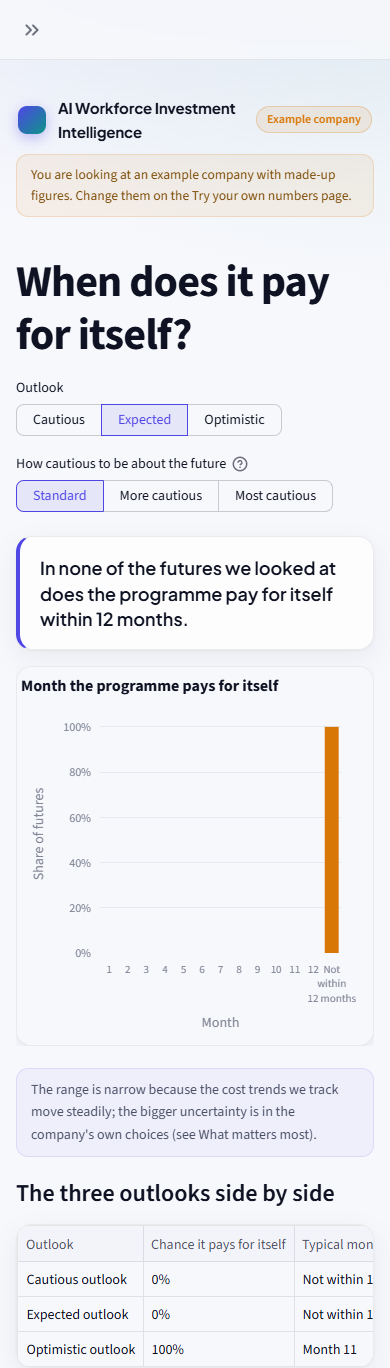 AI Workforce Investment
Intelligence
Example company
You are looking at an example company with made-up
figures. Change them on the Try your own numbers page.
When does it pay
for itself?
Outlook
Cautious Expected Optimistic
How cautious to be about the future
Standard More cautious Most cautious
In none of the futures we looked at
does the programme pay for itself
within 12 months.
Month the programme pays for itself
100%
80%
60%
40%
20%
0%
Share of futures
1 2 3 4 5 6 7 8 9 10 11 12 Not
within
12 months
Month
The range is narrow because the cost trends we track
move steadily; the bigger uncertainty is in the
company's own choices (see What matters most).
The three outlooks side by side
Outlook Chance it pays for itself Typical mon
Cautious outlook 0% Not within 1
Expected outlook 0% Not within 1
Optimistic outlook 100% Month 11